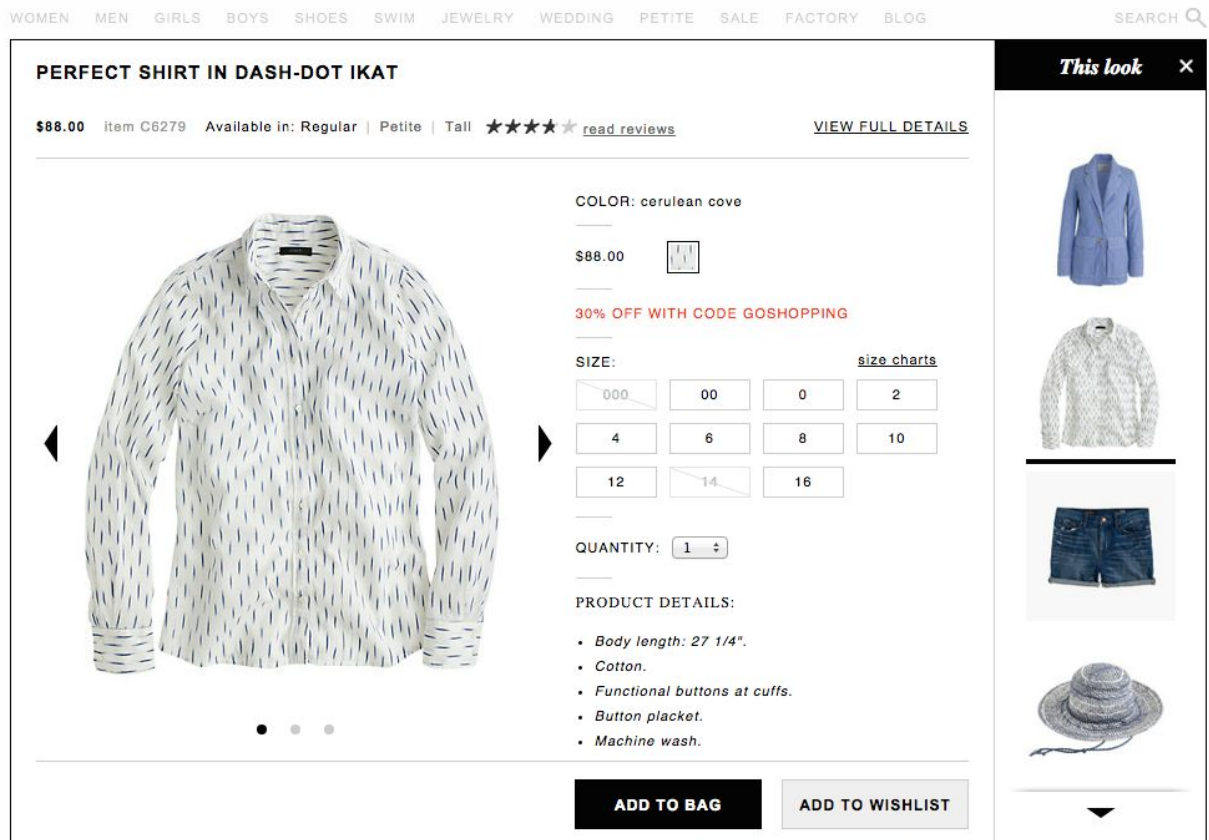 WOMEN MEN GIRLS BOYS SHOES SWIM JEWELRY WEDDING PETITE SALE FACTORY BLOG SEARCH
PERFECT SHIRT IN DASH-DOT IKAT
This look ×
$88.00 item C6279 Available in: Regular | Petite | Tall read reviews VIEW FULL DETAILS
COLOR: cerulean cove
$88.00
30% OFF WITH CODE GOSHOPPING
SIZE: size charts
000 00 0 2
4 6 8 10
12 14 16
QUANTITY: 1
PRODUCT DETAILS:
• Body length: 27 1/4".
• Cotton.
• Functional buttons at cuffs.
• Button placket.
• Machine wash.
ADD TO BAG ADD TO WISHLIST